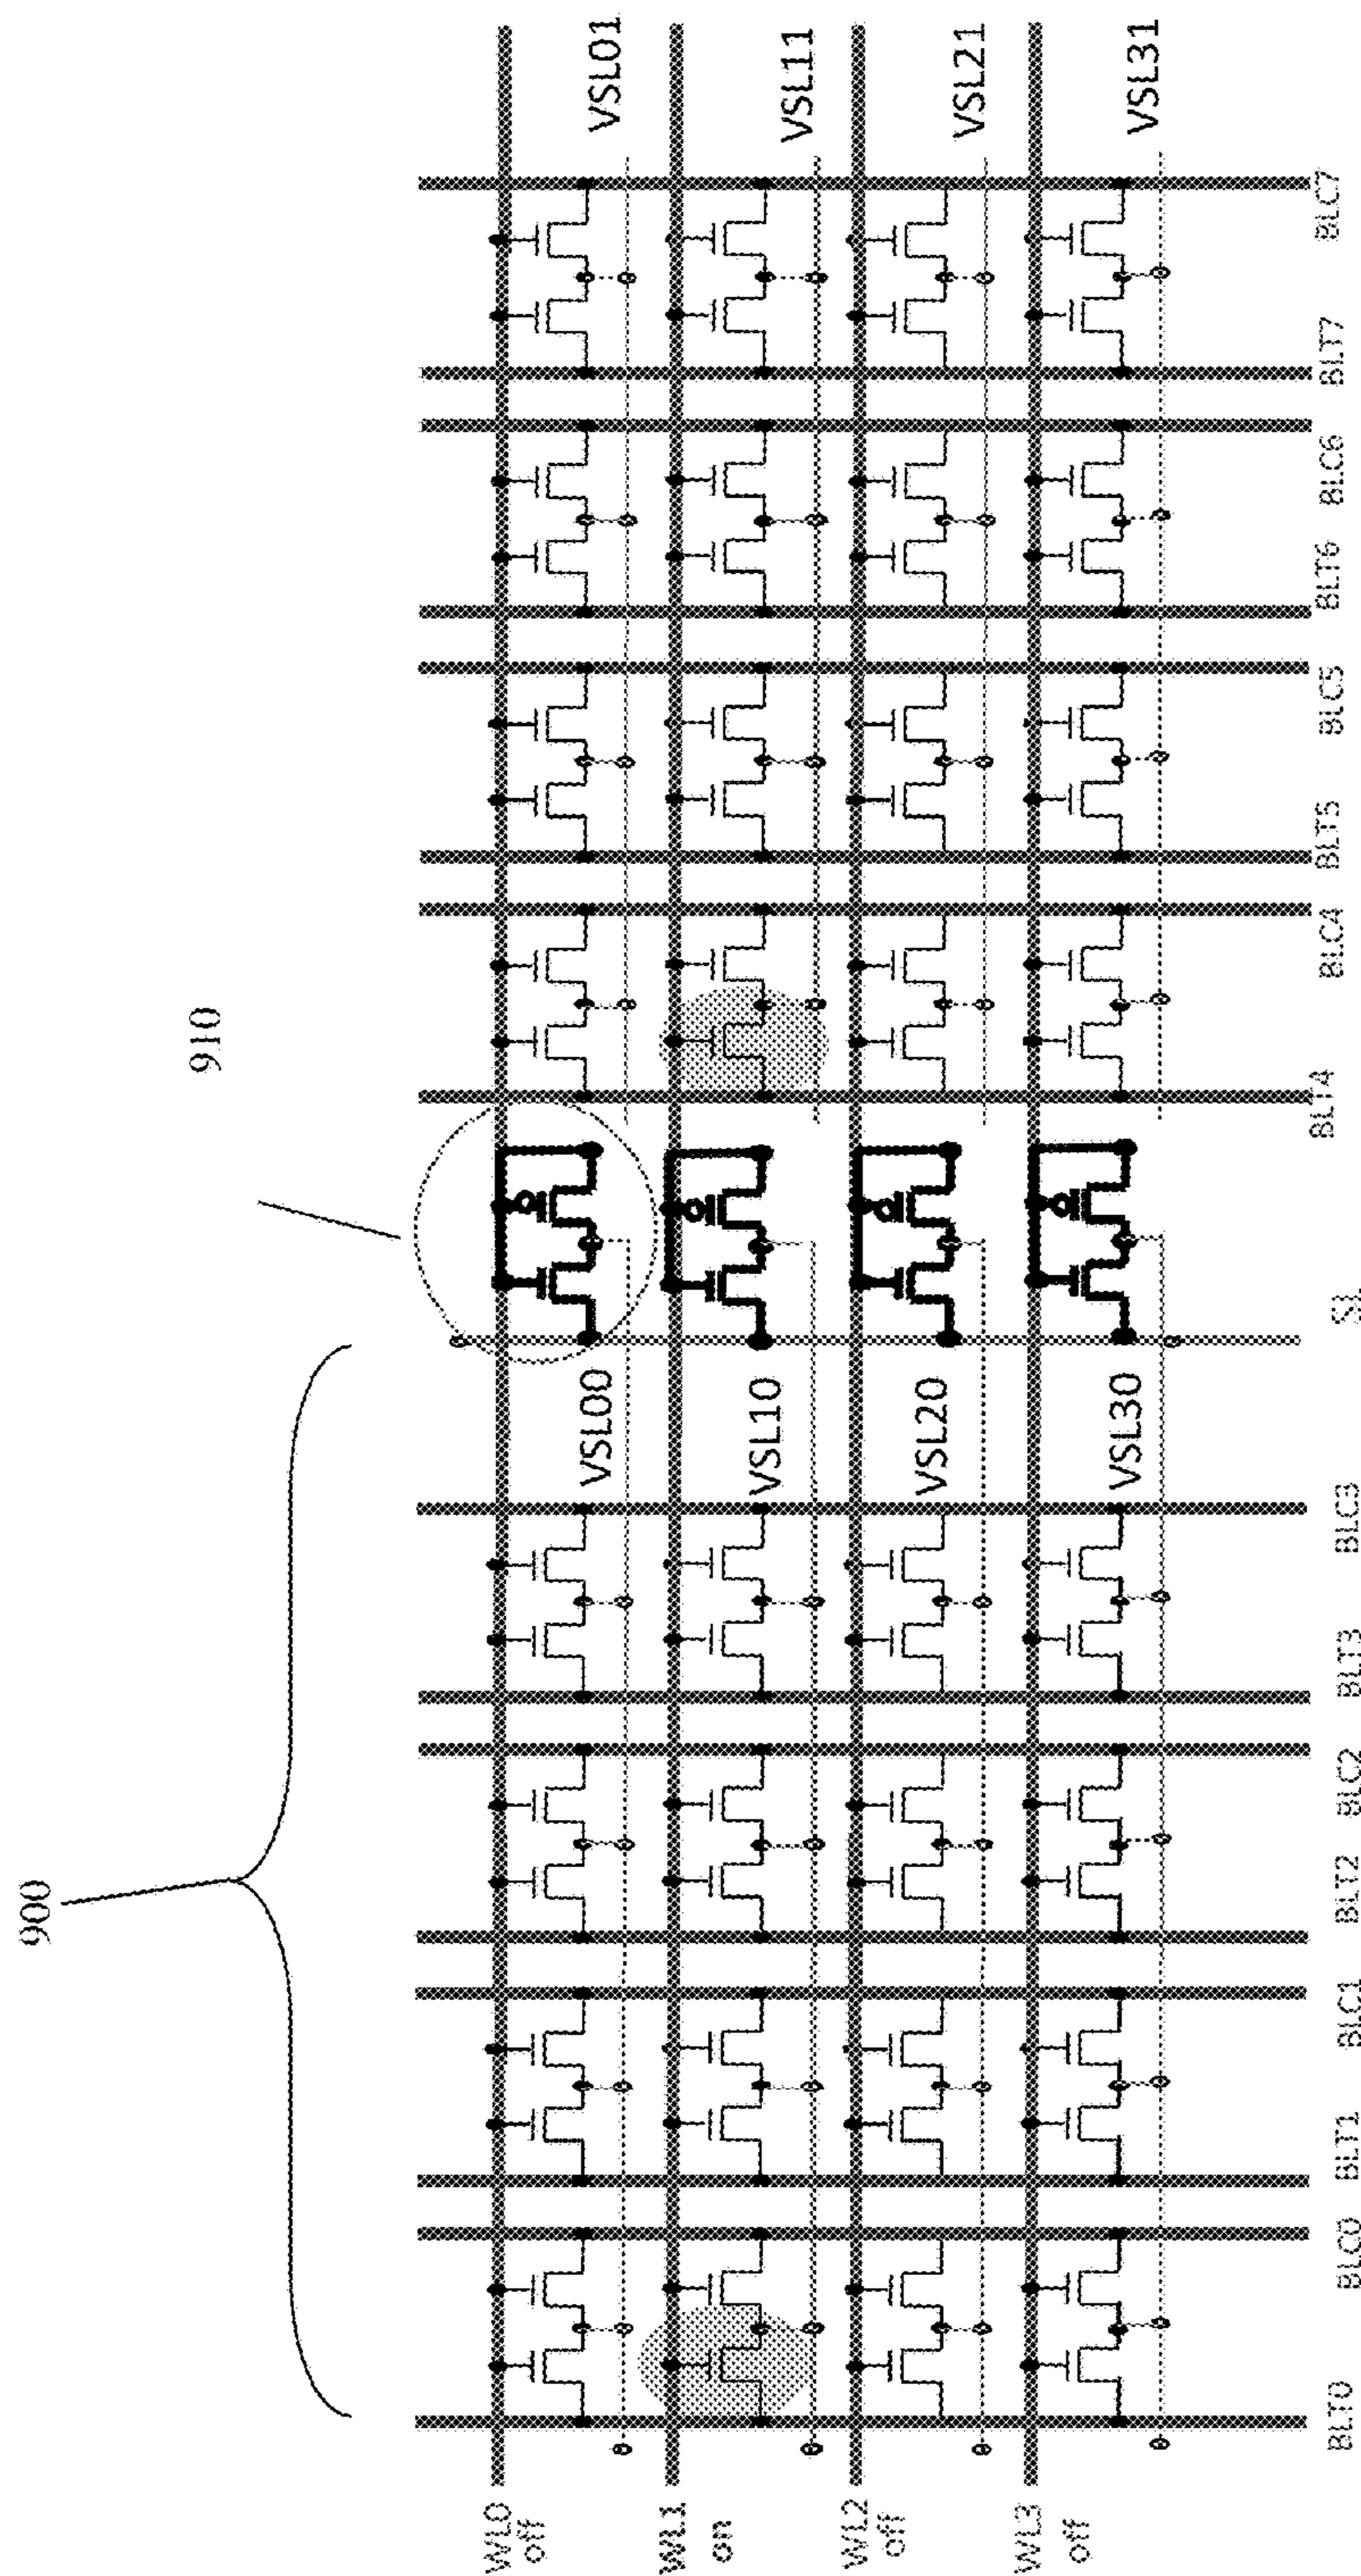 900
910
WL0
off
VSL00
VSL01
WL1
on
VSL10
VSL11
WL2
off
VSL20
VSL21
WL3
off
VSL30
VSL31
BLT0
BLC0
BLT1
BLC1
BLT2
BLC2
BLT3
BLC3
SL
BLT4
BLC4
BLT5
BLC5
BLT6
BLC6
BLT7
BLC7